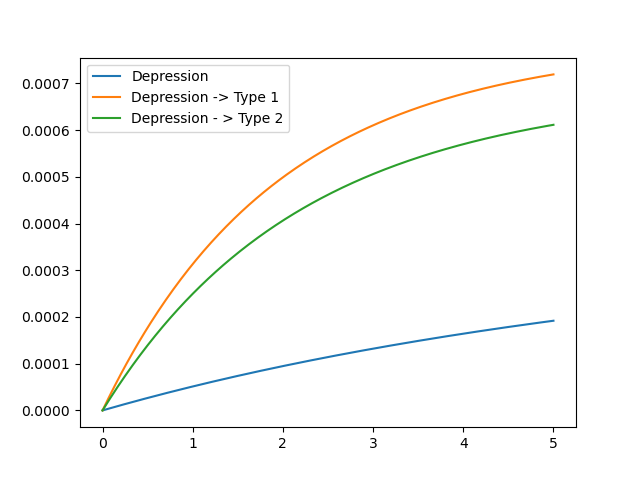 Depression
Depression -> Type 1
Depression - > Type 2
0.0007
0.0006
0.0005
0.0004
0.0003
0.0002
0.0001
0.0000
0 1 2 3 4 5